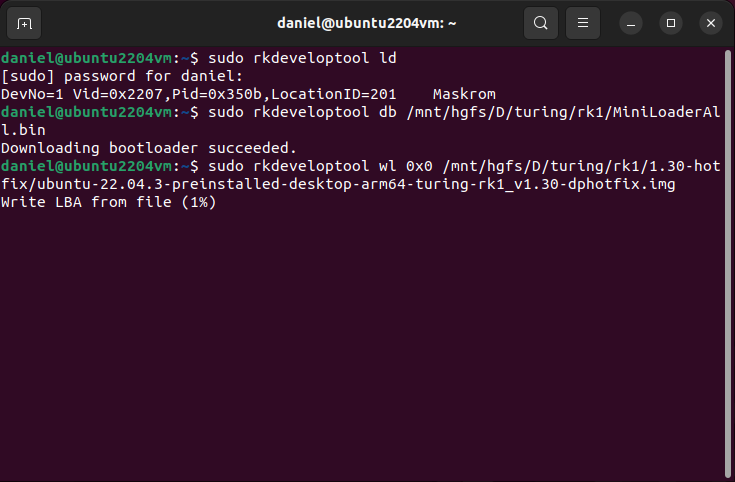 daniel@ubuntu2204vm: ~
daniel@ubuntu2204vm:~$ sudo rkdeveloptool ld
[sudo] password for daniel:
DevNo=1 Vid=0x2207,Pid=0x350b,LocationID=201    Maskrom
daniel@ubuntu2204vm:~$ sudo rkdeveloptool db /mnt/hgfs/D/turing/rk1/MiniLoaderAl
l.bin
Downloading bootloader succeeded.
daniel@ubuntu2204vm:~$ sudo rkdeveloptool wl 0x0 /mnt/hgfs/D/turing/rk1/1.30-hot
fix/ubuntu-22.04.3-preinstalled-desktop-arm64-turing-rk1_v1.30-dphotfix.img
Write LBA from file (1%)